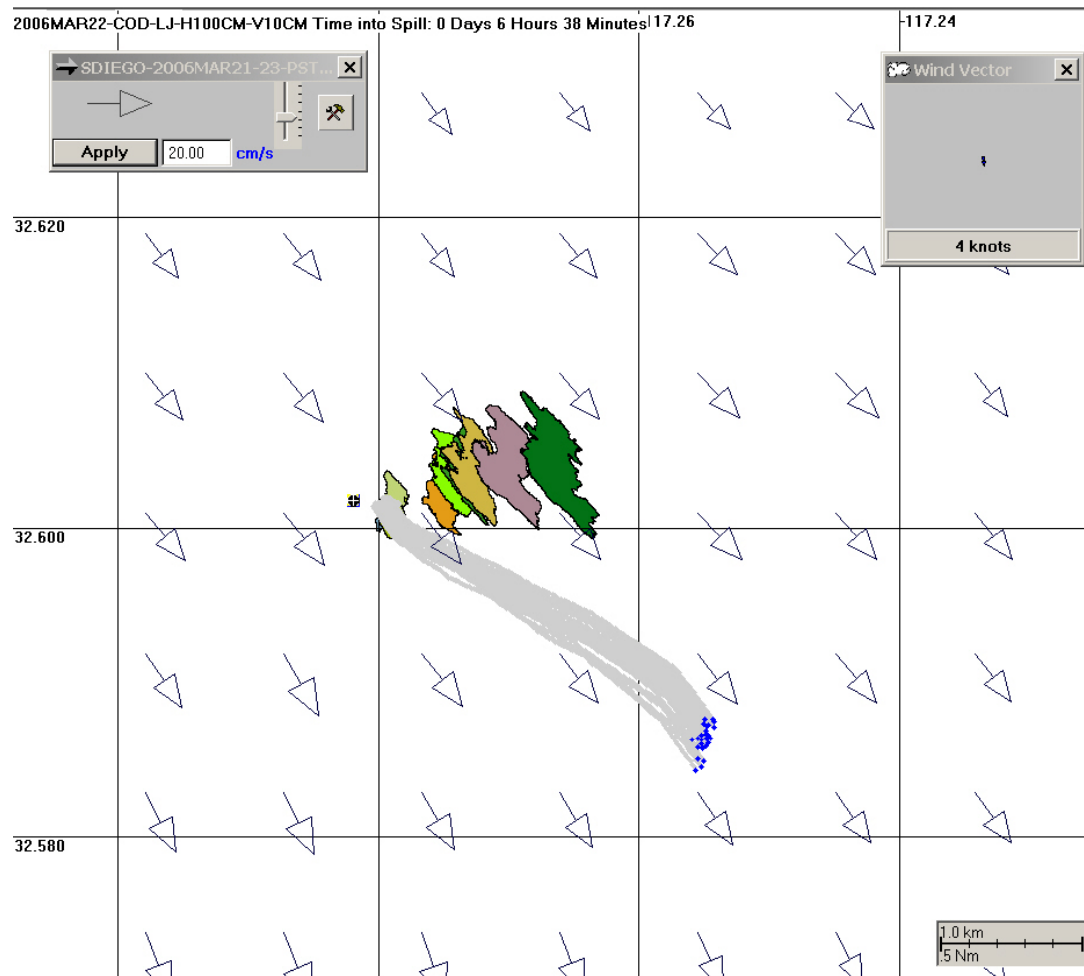 2006MAR22-COD-LJ-H100CM-V10CM Time into Spill: 0 Days 6 Hours 38 Minutes
117.26
117.24
SDIEGO-2006MAR21-23-PST...
Apply
20.00
cm/s
Wind Vector
4 knots
32.620
32.600
32.580
1.0 km
.5 Nm